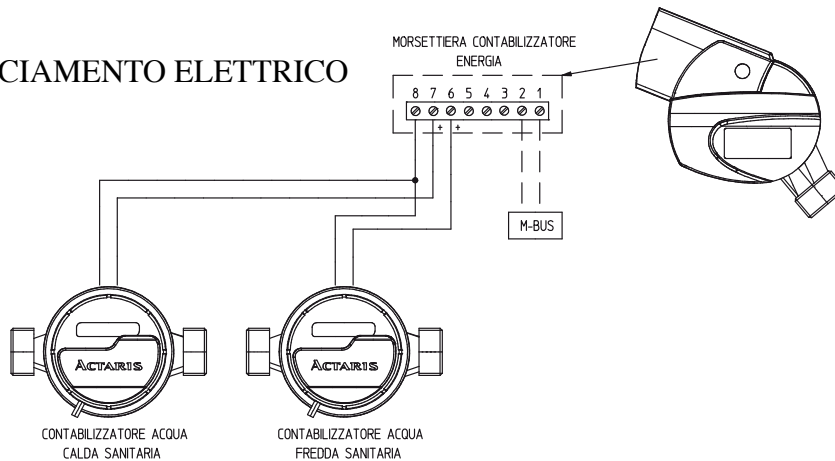 MORSETTIERA CONTABILIZZATORE
ENERGIA
CIAMENTO ELETTRICO
8 7 6 5 4 3 2 1
+ +
M-BUS
ACTARIS
ACTARIS
CONTABILIZZATORE ACQUA
CALDA SANITARIA
CONTABILIZZATORE ACQUA
FREDDA SANITARIA